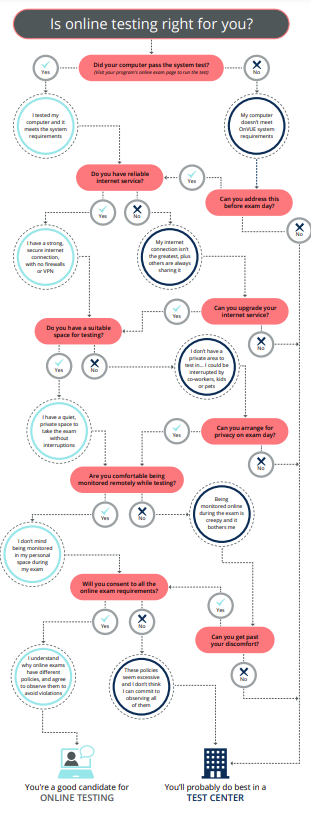 Is online testing right for you?
Did your computer pass the system test?
(Visit your program's online exam page to run the test)
Yes
No
I tested my
computer and it
meets the system
requirements
My computer
doesn't meet
OnVUE system
requirements
Do you have reliable
internet service?
Yes
Can you address this
before exam day?
Yes
No
No
I have a strong,
secure internet
connection,
with no firewalls
or VPN
My internet
connection isn't
the greatest, plus
others are always
sharing it
Can you upgrade your
internet service?
Yes
No
Do you have a suitable
space for testing?
Yes
No
I don't have a
private area to
test in... I could be
interrupted by
co-workers, kids
or pets
I have a quiet,
private space to
take the exam
without
interruptions
Can you arrange for
privacy on exam day?
Yes
No
Are you comfortable being
monitored remotely while testing?
Yes
No
Being
monitored online
during the exam is
creepy and it
bothers me
I don't mind
being monitored
in my personal
space during
my exam
Will you consent to all the
online exam requirements?
Yes
No
Yes
Can you get past
your discomfort?
No
I understand
why online exams
have different
policies, and agree
to observe them to
avoid violations
These policies
seem excessive
and I don't think
I can commit to
observing all
of them
You're a good candidate for
ONLINE TESTING
You'll probably do best in a
TEST CENTER